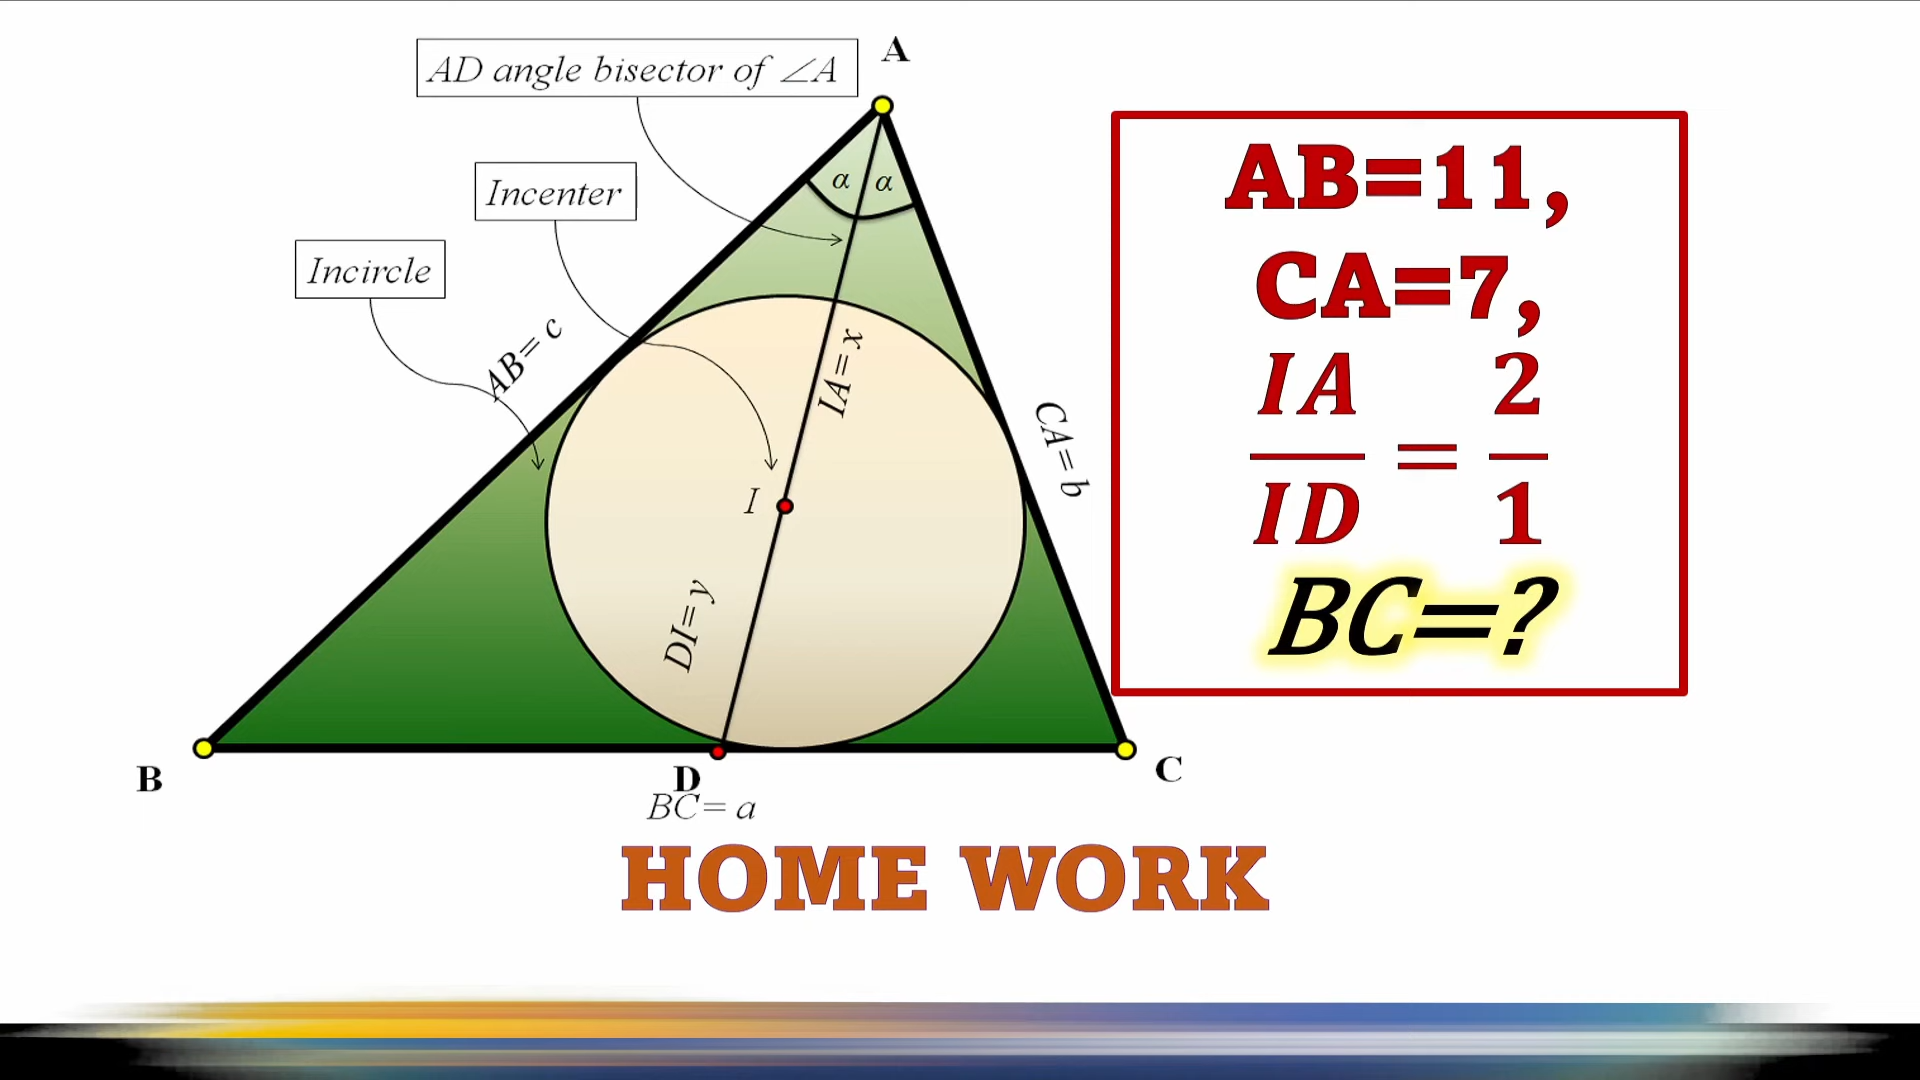 A
AD angle bisector of ∠A
α α
Incenter
Incircle
AB= c
IA= x
CA= b
I
DI= y
B
D
C
BC= a
AB=11,
CA=7,
IA/ID = 2/1
BC=?
HOME WORK